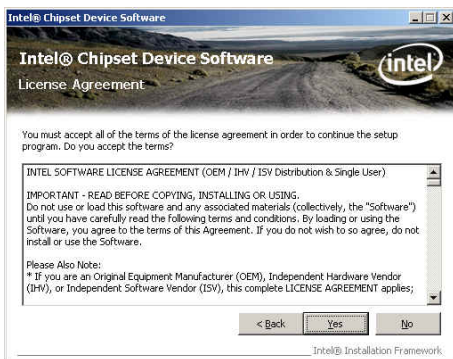 Intel® Chipset Device Software
Intel® Chipset Device Software
intel
License Agreement
You must accept all of the terms of the license agreement in order to continue the setup
program. Do you accept the terms?
INTEL SOFTWARE LICENSE AGREEMENT (OEM / IHV / ISV Distribution & Single User)
IMPORTANT - READ BEFORE COPYING, INSTALLING OR USING.
Do not use or load this software and any associated materials (collectively, the "Software")
until you have carefully read the following terms and conditions. By loading or using the
Software, you agree to the terms of this Agreement. If you do not wish to so agree, do not
install or use the Software.
Please Also Note:
* If you are an Original Equipment Manufacturer (OEM), Independent Hardware Vendor
(IHV), or Independent Software Vendor (ISV), this complete LICENSE AGREEMENT applies;
< Back Yes No
Intel® Installation Framework